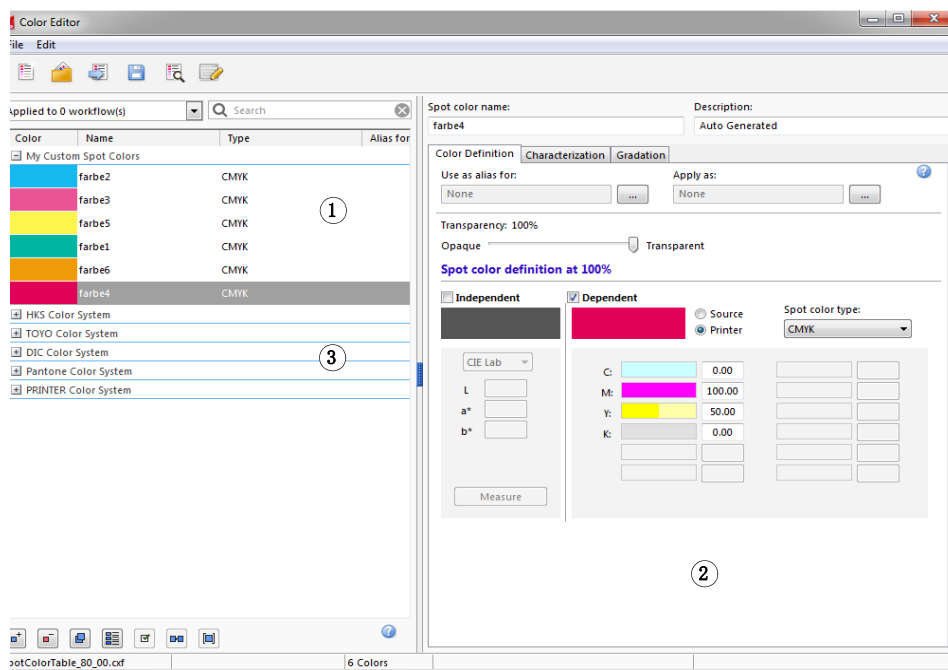 Color Editor
File Edit
Applied to 0 workflow(s) Search
Color Name Type Alias for
My Custom Spot Colors
farbe2 CMYK
farbe3 CMYK
farbe5 CMYK
farbe1 CMYK
farbe6 CMYK
farbe4 CMYK
HKS Color System
TOYO Color System
DIC Color System
Pantone Color System
PRINTER Color System
1
3
Spot color name: Description:
farbe4 Auto Generated
Color Definition Characterization Gradation
Use as alias for: Apply as:
None ... None ...
Transparency: 100%
Opaque Transparent
Spot color definition at 100%
Independent Dependent
Source
Printer
Spot color type:
CMYK
CIE Lab
L
a*
b*
Measure
C: 0.00
M: 100.00
Y: 50.00
K: 0.00
2
potColorTable_80_00.cxf 6 Colors